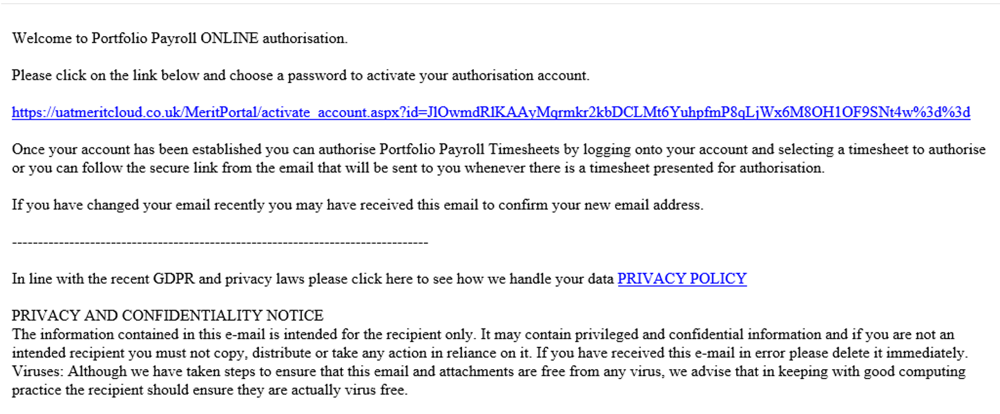 Welcome to Portfolio Payroll ONLINE authorisation.
Please click on the link below and choose a password to activate your authorisation account.
https://uatmeritcloud.co.uk/MeritPortal/activate_account.aspx?id=JlOwmdRlKAAyMqrmkr2kbDCLMt6YuhpfmP8qLjWx6M8OH1OF9SNt4w%3d%3d
Once your account has been established you can authorise Portfolio Payroll Timesheets by logging onto your account and selecting a timesheet to authorise
or you can follow the secure link from the email that will be sent to you whenever there is a timesheet presented for authorisation.
If you have changed your email recently you may have received this email to confirm your new email address.
--------------------------------------------------------------------------------
In line with the recent GDPR and privacy laws please click here to see how we handle your data PRIVACY POLICY
PRIVACY AND CONFIDENTIALITY NOTICE
The information contained in this e-mail is intended for the recipient only. It may contain privileged and confidential information and if you are not an
intended recipient you must not copy, distribute or take any action in reliance on it. If you have received this e-mail in error please delete it immediately.
Viruses: Although we have taken steps to ensure that this email and attachments are free from any virus, we advise that in keeping with good computing
practice the recipient should ensure they are actually virus free.